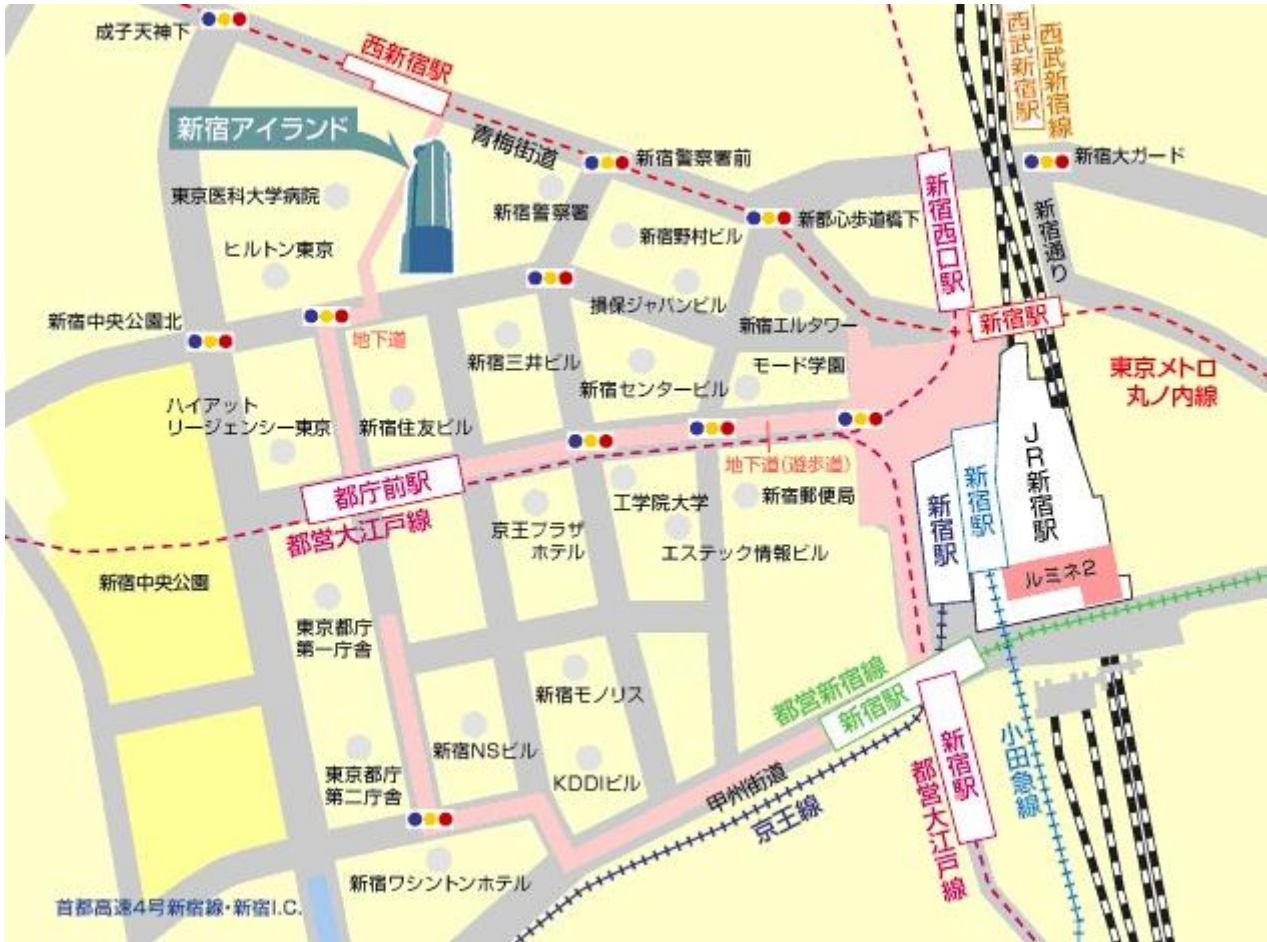 成子天神下
西新宿駅
西武新宿駅
西武新宿線
新宿アイランド
青梅街道
新宿警察署前
新宿大ガード
東京医科大学病院
新宿警察署
新宿西口駅
新宿通り
新都心歩道橋下
新宿野村ビル
ヒルトン東京
損保ジャパンビル
新宿中央公園北
新宿エルタワー
新宿駅
地下道
新宿三井ビル
モード学園
東京メトロ
丸ノ内線
新宿センタービル
ハイアット
リージェンシー東京
新宿住友ビル
JR新宿駅
地下道(遊歩道)
都庁前駅
都営大江戸線
工学院大学
新宿郵便局
新宿駅
新宿駅
京王プラザ
ホテル
エステック情報ビル
新宿中央公園
ルミネ2
東京都庁
第一庁舎
新宿モノリス
都営新宿線
新宿駅
新宿NSビル
東京都庁
第二庁舎
KDDIビル
甲州街道
京王線
新宿駅
都営大江戸線
小田急線
新宿ワシントンホテル
首都高速4号新宿線・新宿I.C.